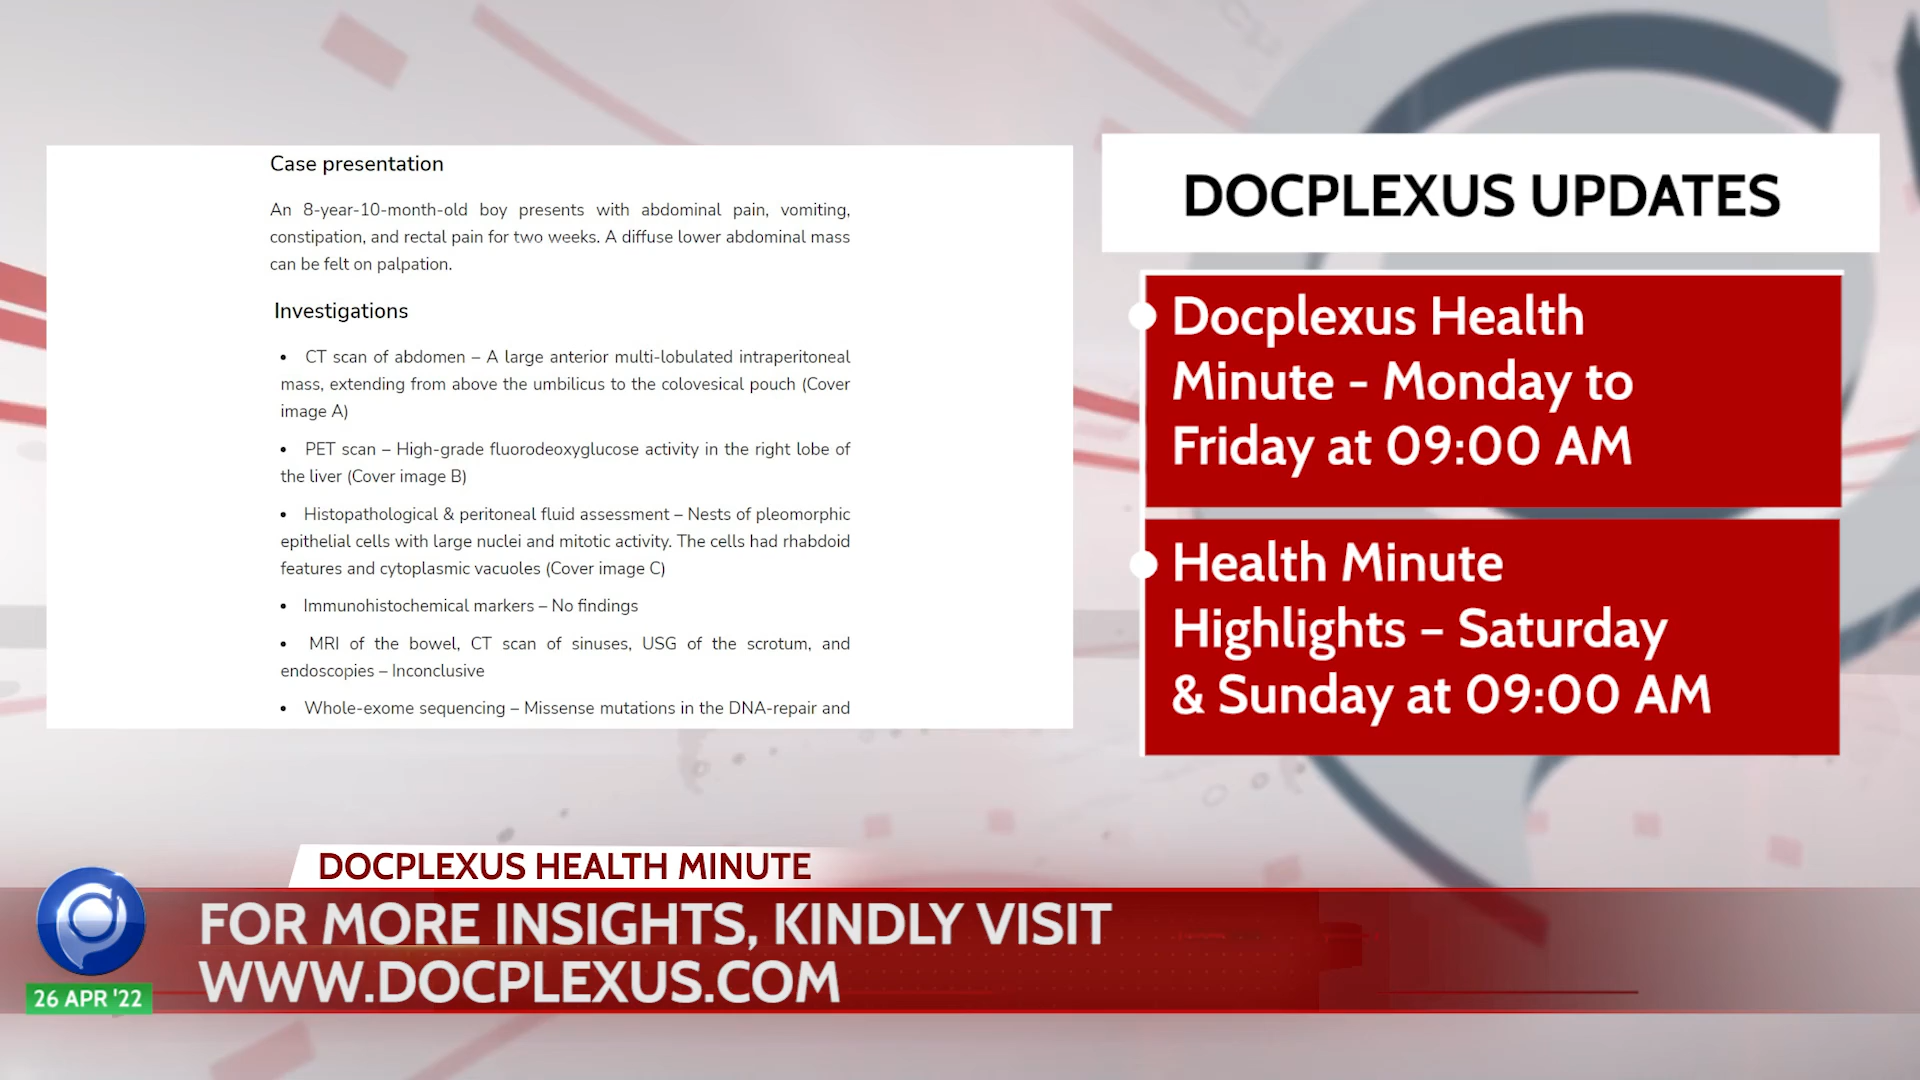 Case presentation
An 8-year-10-month-old boy presents with abdominal pain, vomiting,
constipation, and rectal pain for two weeks. A diffuse lower abdominal mass
can be felt on palpation.
Investigations
• CT scan of abdomen – A large anterior multi-lobulated intraperitoneal
mass, extending from above the umbilicus to the colovesical pouch (Cover
image A)
• PET scan – High-grade fluorodeoxyglucose activity in the right lobe of
the liver (Cover image B)
• Histopathological & peritoneal fluid assessment – Nests of pleomorphic
epithelial cells with large nuclei and mitotic activity. The cells had rhabdoid
features and cytoplasmic vacuoles (Cover image C)
• Immunohistochemical markers – No findings
• MRI of the bowel, CT scan of sinuses, USG of the scrotum, and
endoscopies – Inconclusive
• Whole-exome sequencing – Missense mutations in the DNA-repair and
DOCPLEXUS UPDATES
Docplexus Health
Minute – Monday to
Friday at 09:00 AM
Health Minute
Highlights – Saturday
& Sunday at 09:00 AM
DOCPLEXUS HEALTH MINUTE
FOR MORE INSIGHTS, KINDLY VISIT
WWW.DOCPLEXUS.COM
26 APR '22